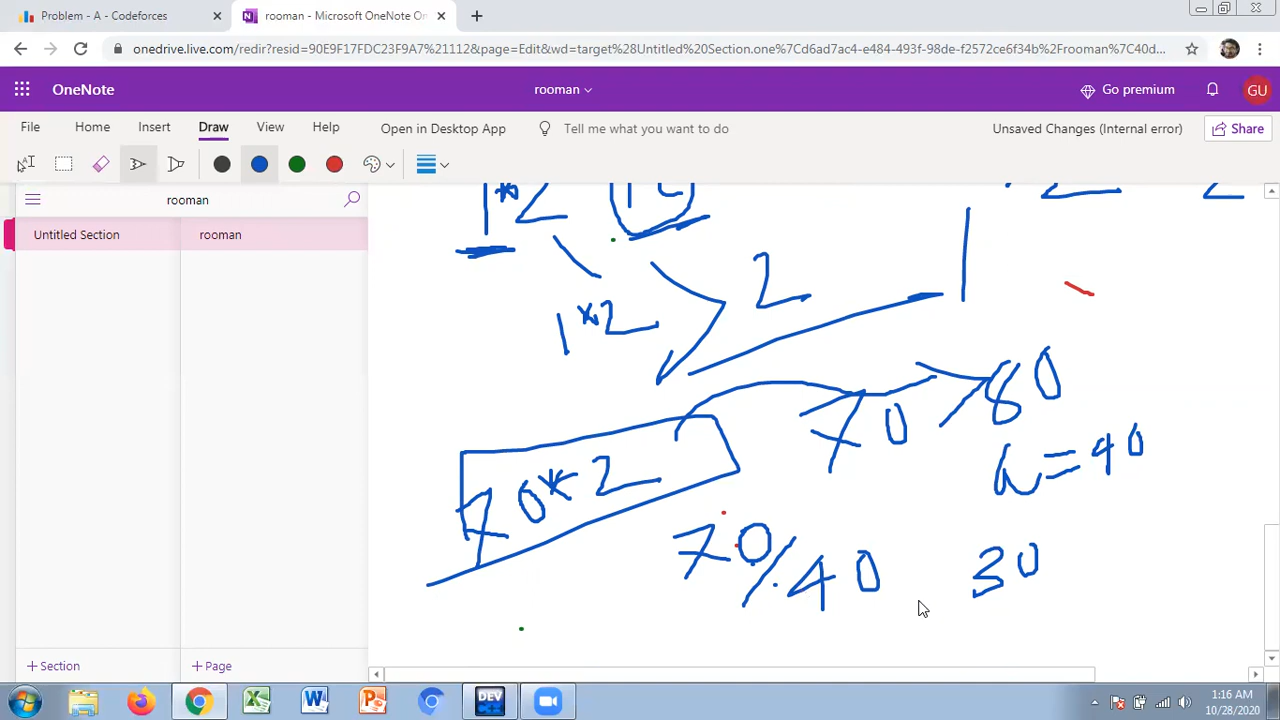 Problem - A - Codeforces
rooman - Microsoft OneNote On
onedrive.live.com/redir?resid=90E9F17FDC23F9A7%21112&page=Edit&wd=target%28Untitled%20Section.one%7Cd6ad7ac4-e484-493f-98de-f2572ce6f34b%2Frooman%7C40d...
OneNote
rooman
Go premium
GU
File Home Insert Draw View Help Open in Desktop App Tell me what you want to do Unsaved Changes (Internal error) Share
rooman
Untitled Section
rooman
1*2
2
1
1*2
80
70
a=40
70*2
70/.40
30
+ Section
+ Page
DEV
1:16 AM
10/28/2020